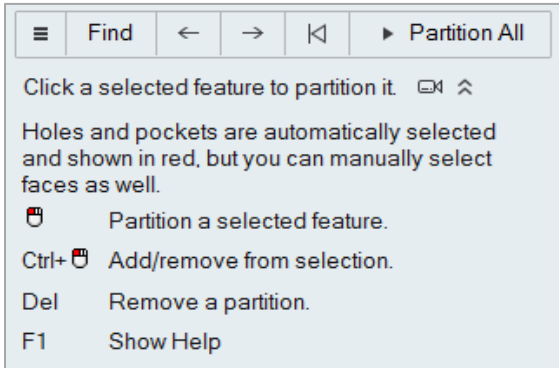 Find Partition All
Click a selected feature to partition it.
Holes and pockets are automatically selected
and shown in red, but you can manually select
faces as well.
Partition a selected feature.
Ctrl+ Add/remove from selection.
Del Remove a partition.
F1 Show Help